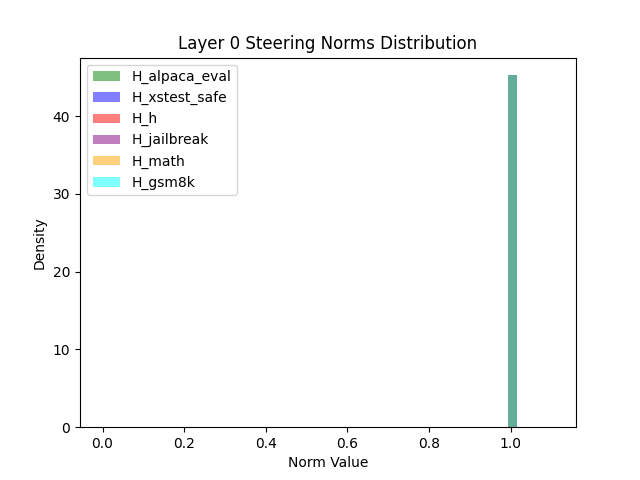 Layer 0 Steering Norms Distribution
H_alpaca_eval
H_xstest_safe
H_h
H_jailbreak
H_math
H_gsm8k
Density
40
30
20
10
0
0.0 0.2 0.4 0.6 0.8 1.0
Norm Value